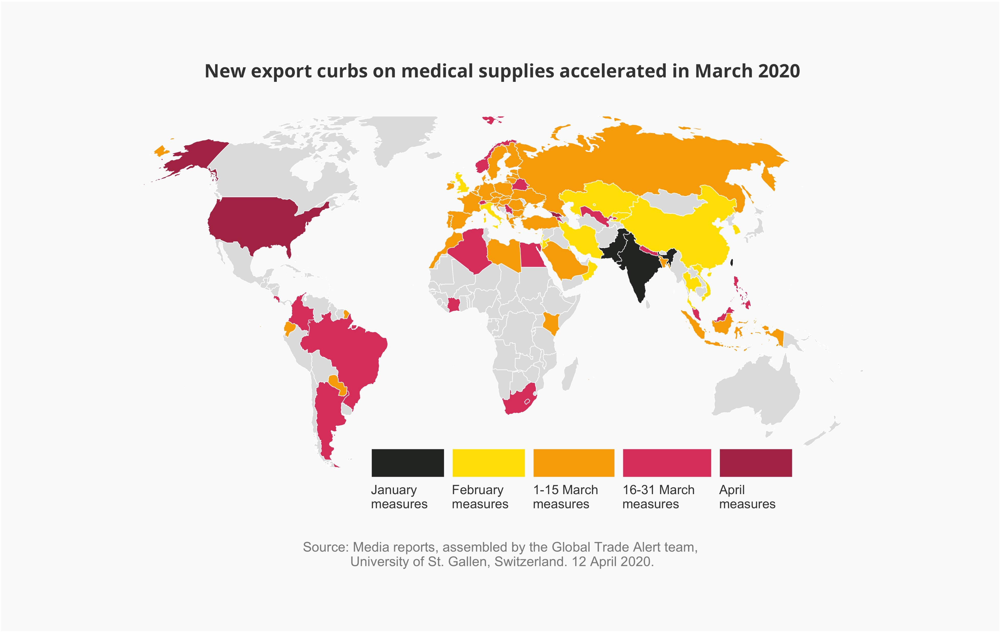 New export curbs on medical supplies accelerated in March 2020
January
measures
February
measures
1-15 March
measures
16-31 March
measures
April
measures
Source: Media reports, assembled by the Global Trade Alert team,
University of St. Gallen, Switzerland. 12 April 2020.